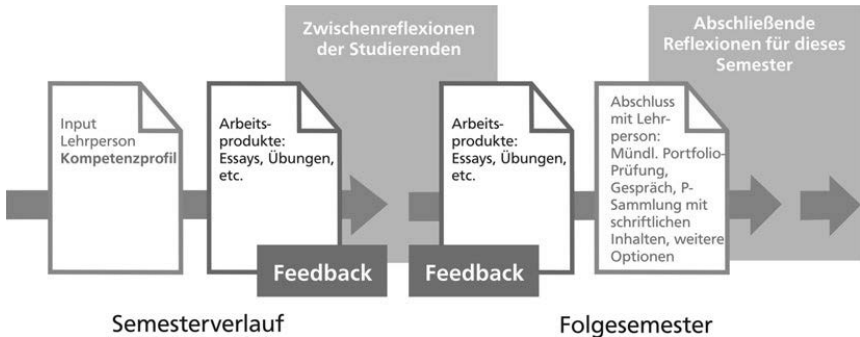 Zwischenreflexionen
der Studierenden
Abschließende
Reflexionen für dieses
Semester
Input
Lehrperson
Kompetenzprofil
Arbeits-
produkte:
Essays, Übungen,
etc.
Feedback
Arbeits-
produkte:
Essays, Übungen,
etc.
Feedback
Abschluss
mit Lehr-
person:
Mündl. Portfolio-
Prüfung,
Gespräch, P-
Sammlung mit
schriftlichen
Inhalten, weitere
Optionen
Semesterverlauf
Folgesemester